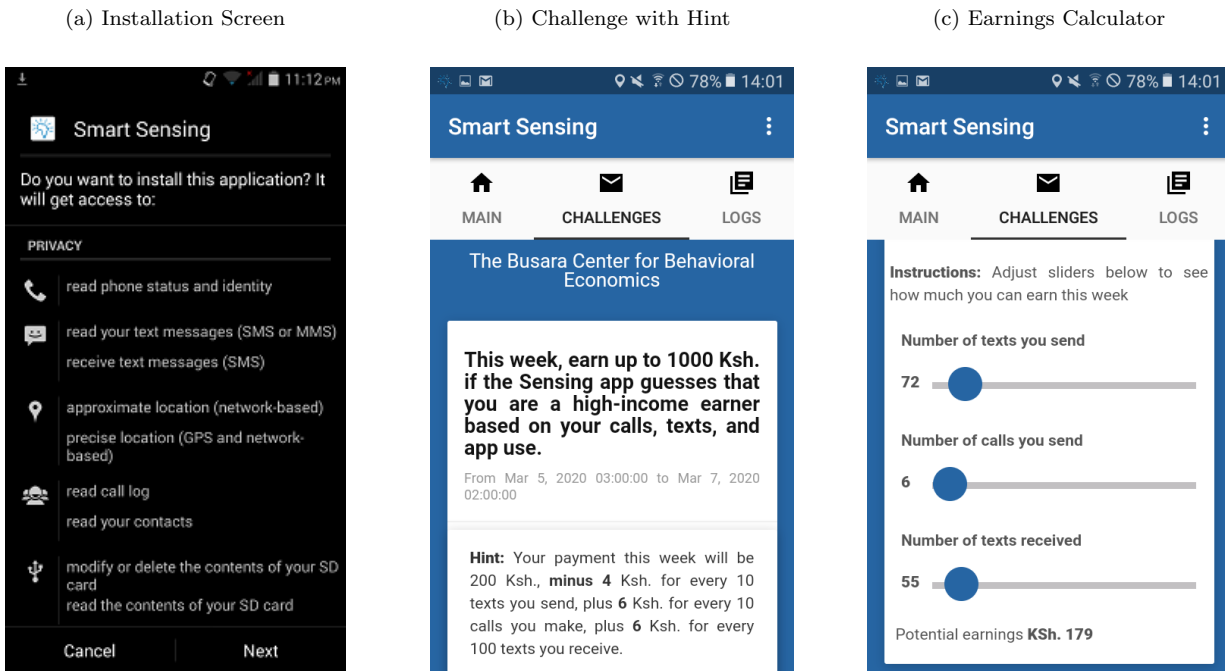 (a) Installation Screen
11:12 PM
Smart Sensing
Do you want to install this application? It
will get access to:
PRIVACY
read phone status and identity
read your text messages (SMS or MMS)
receive text messages (SMS)
approximate location (network-based)
precise location (GPS and network-
based)
read call log
read your contacts
modify or delete the contents of your SD
card
read the contents of your SD card
Cancel
Next
(b) Challenge with Hint
78% 14:01
Smart Sensing
MAIN
CHALLENGES
LOGS
The Busara Center for Behavioral
Economics
This week, earn up to 1000 Ksh.
if the Sensing app guesses that
you are a high-income earner
based on your calls, texts, and
app use.
From Mar 5, 2020 03:00:00 to Mar 7, 2020
02:00:00
Hint: Your payment this week will be
200 Ksh., minus 4 Ksh. for every 10
texts you send, plus 6 Ksh. for every 10
calls you make, plus 6 Ksh. for every
100 texts you receive.
(c) Earnings Calculator
78% 14:01
Smart Sensing
MAIN
CHALLENGES
LOGS
Instructions: Adjust sliders below to see
how much you can earn this week
Number of texts you send
72
Number of calls you send
6
Number of texts received
55
Potential earnings KSh. 179